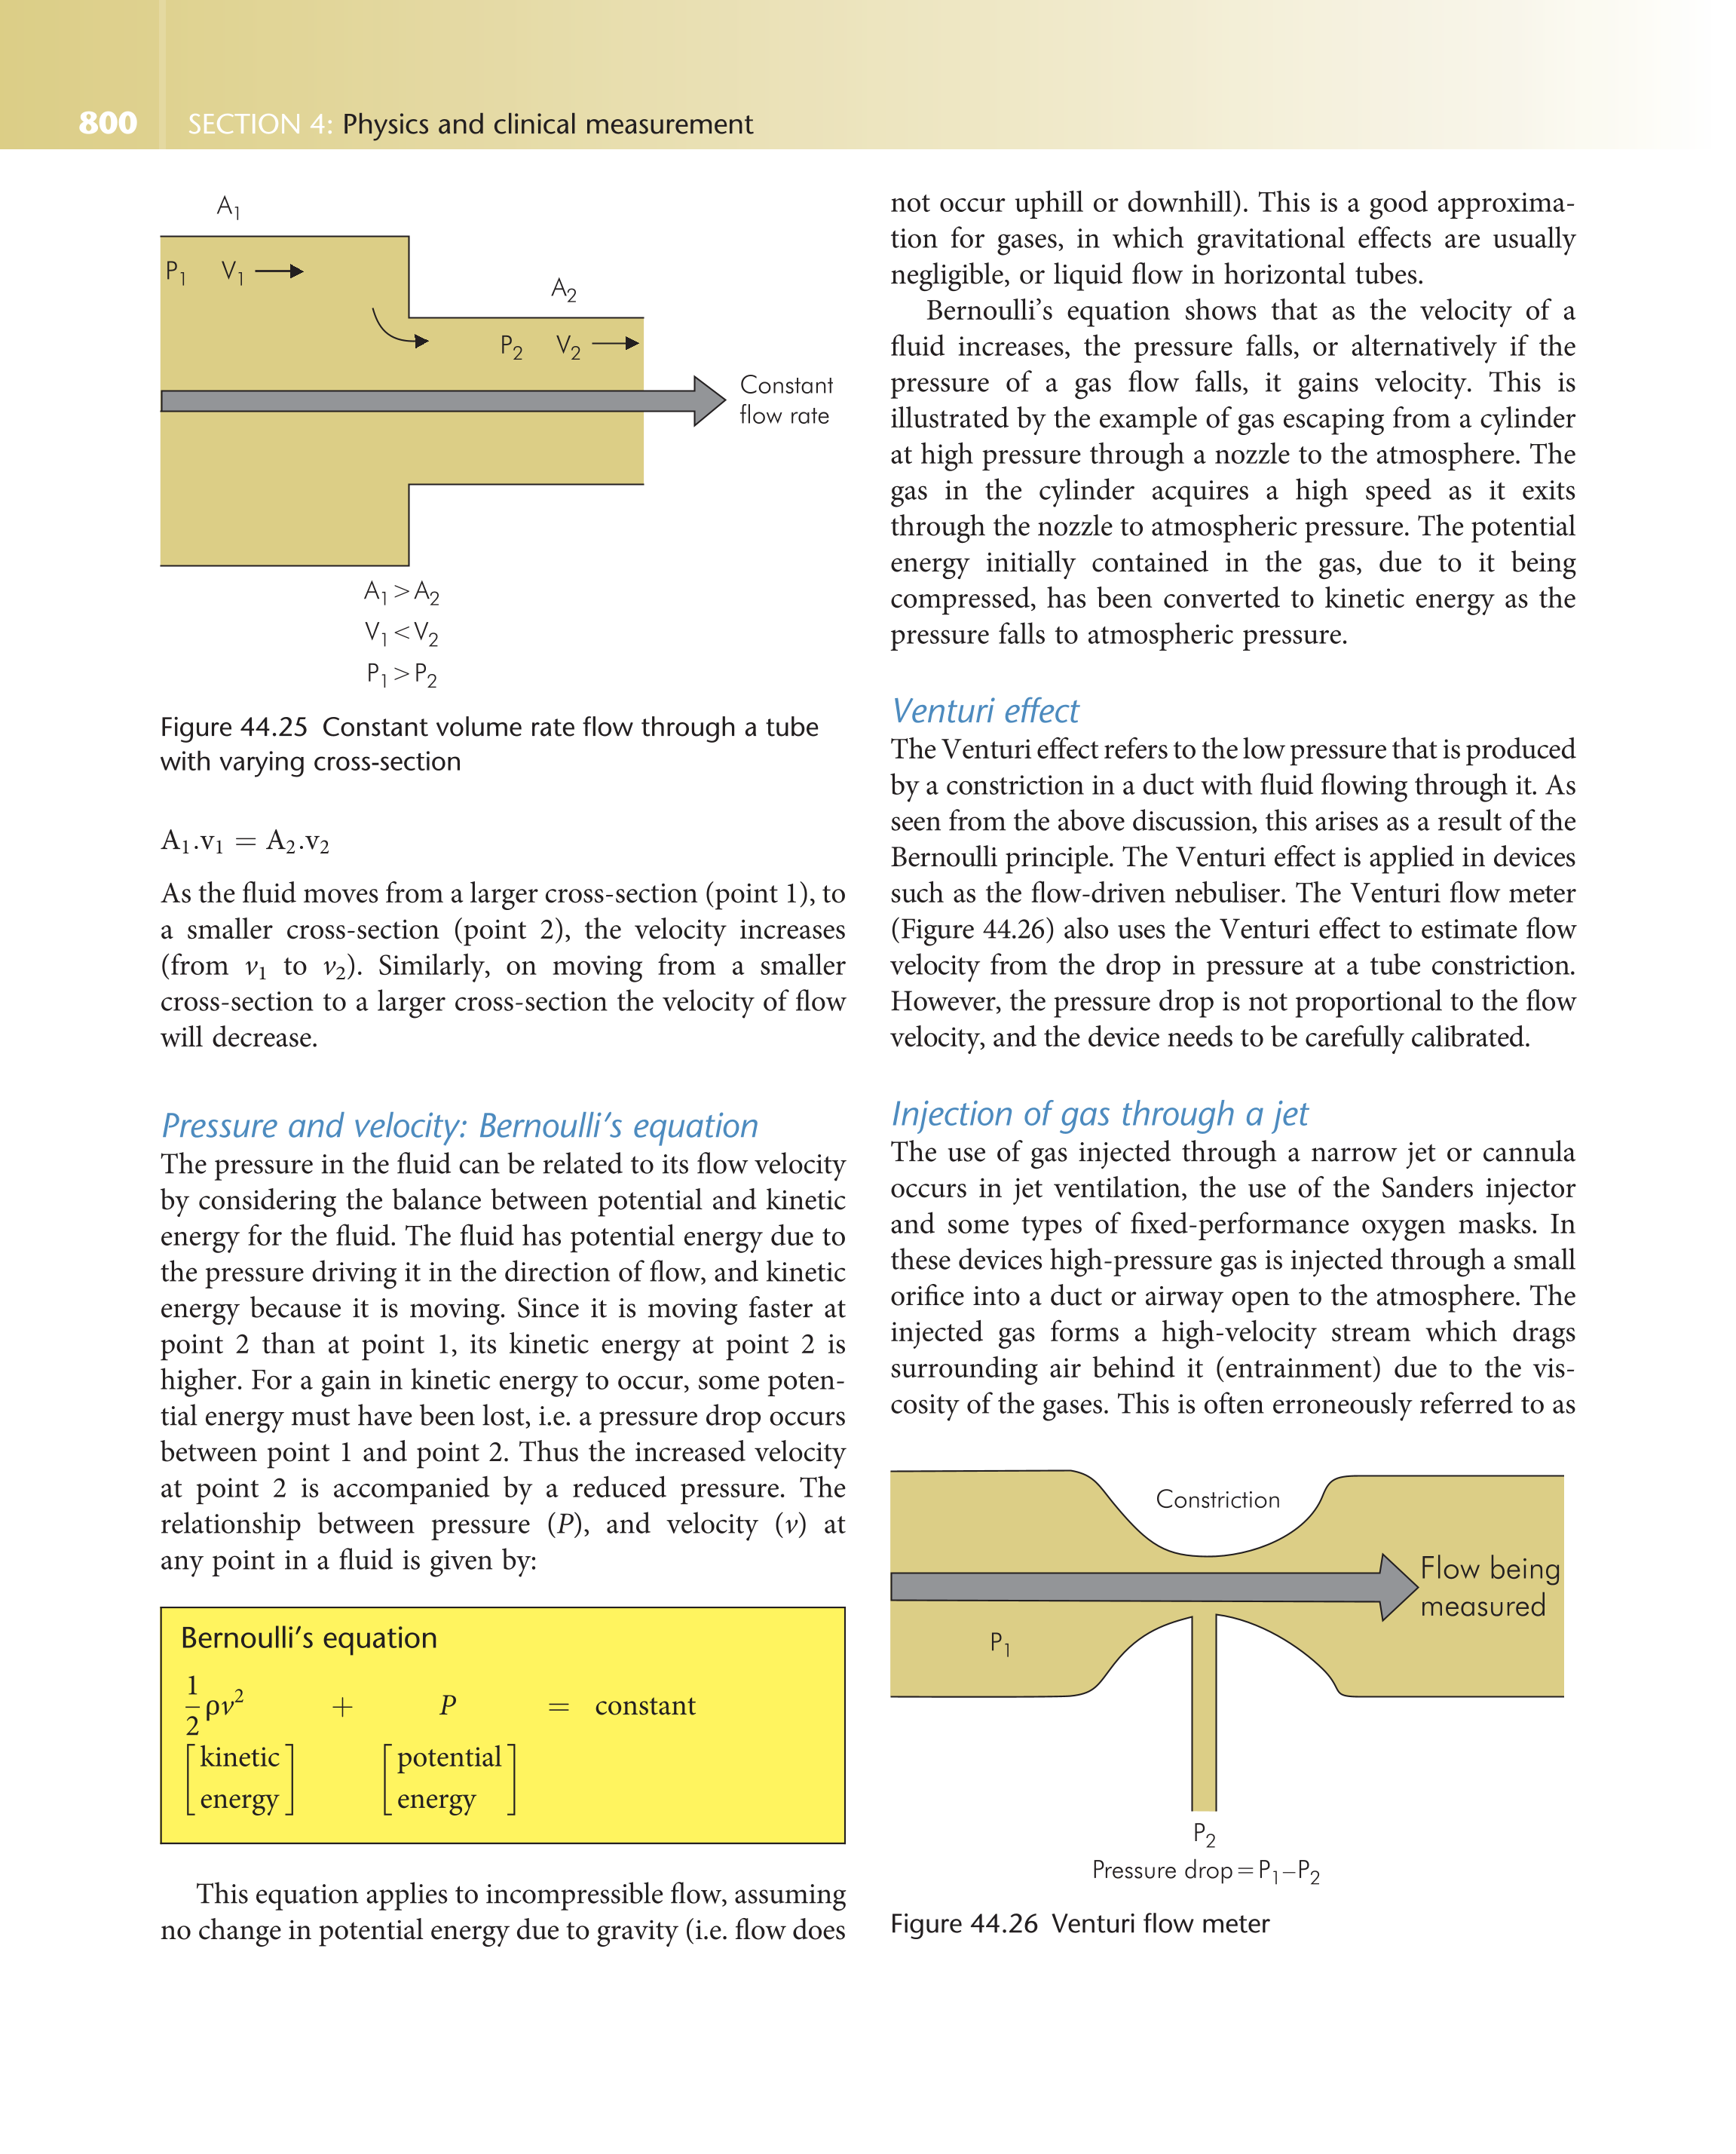 800 SECTION 4: Physics and clinical measurement
A₁
P₁ V₁
A₂
P₂ V₂
Constant
flow rate
A₁ > A₂
V₁ < V₂
P₁ > P₂
Figure 44.25 Constant volume rate flow through a tube
with varying cross-section
A₁.v₁ = A₂.v₂
As the fluid moves from a larger cross-section (point 1), to
a smaller cross-section (point 2), the velocity increases
(from v₁ to v₂). Similarly, on moving from a smaller
cross-section to a larger cross-section the velocity of flow
will decrease.
Pressure and velocity: Bernoulli's equation
The pressure in the fluid can be related to its flow velocity
by considering the balance between potential and kinetic
energy for the fluid. The fluid has potential energy due to
the pressure driving it in the direction of flow, and kinetic
energy because it is moving. Since it is moving faster at
point 2 than at point 1, its kinetic energy at point 2 is
higher. For a gain in kinetic energy to occur, some poten-
tial energy must have been lost, i.e. a pressure drop occurs
between point 1 and point 2. Thus the increased velocity
at point 2 is accompanied by a reduced pressure. The
relationship between pressure (P), and velocity (v) at
any point in a fluid is given by:
Bernoulli's equation
1/2 ρv² + P = constant
[kinetic energy] [potential energy]
This equation applies to incompressible flow, assuming
no change in potential energy due to gravity (i.e. flow does
not occur uphill or downhill). This is a good approxima-
tion for gases, in which gravitational effects are usually
negligible, or liquid flow in horizontal tubes.
Bernoulli's equation shows that as the velocity of a
fluid increases, the pressure falls, or alternatively if the
pressure of a gas flow falls, it gains velocity. This is
illustrated by the example of gas escaping from a cylinder
at high pressure through a nozzle to the atmosphere. The
gas in the cylinder acquires a high speed as it exits
through the nozzle to atmospheric pressure. The potential
energy initially contained in the gas, due to it being
compressed, has been converted to kinetic energy as the
pressure falls to atmospheric pressure.
Venturi effect
The Venturi effect refers to the low pressure that is produced
by a constriction in a duct with fluid flowing through it. As
seen from the above discussion, this arises as a result of the
Bernoulli principle. The Venturi effect is applied in devices
such as the flow-driven nebuliser. The Venturi flow meter
(Figure 44.26) also uses the Venturi effect to estimate flow
velocity from the drop in pressure at a tube constriction.
However, the pressure drop is not proportional to the flow
velocity, and the device needs to be carefully calibrated.
Injection of gas through a jet
The use of gas injected through a narrow jet or cannula
occurs in jet ventilation, the use of the Sanders injector
and some types of fixed-performance oxygen masks. In
these devices high-pressure gas is injected through a small
orifice into a duct or airway open to the atmosphere. The
injected gas forms a high-velocity stream which drags
surrounding air behind it (entrainment) due to the vis-
cosity of the gases. This is often erroneously referred to as
Constriction
Flow being
measured
P₁
P₂
Pressure drop = P₁–P₂
Figure 44.26 Venturi flow meter